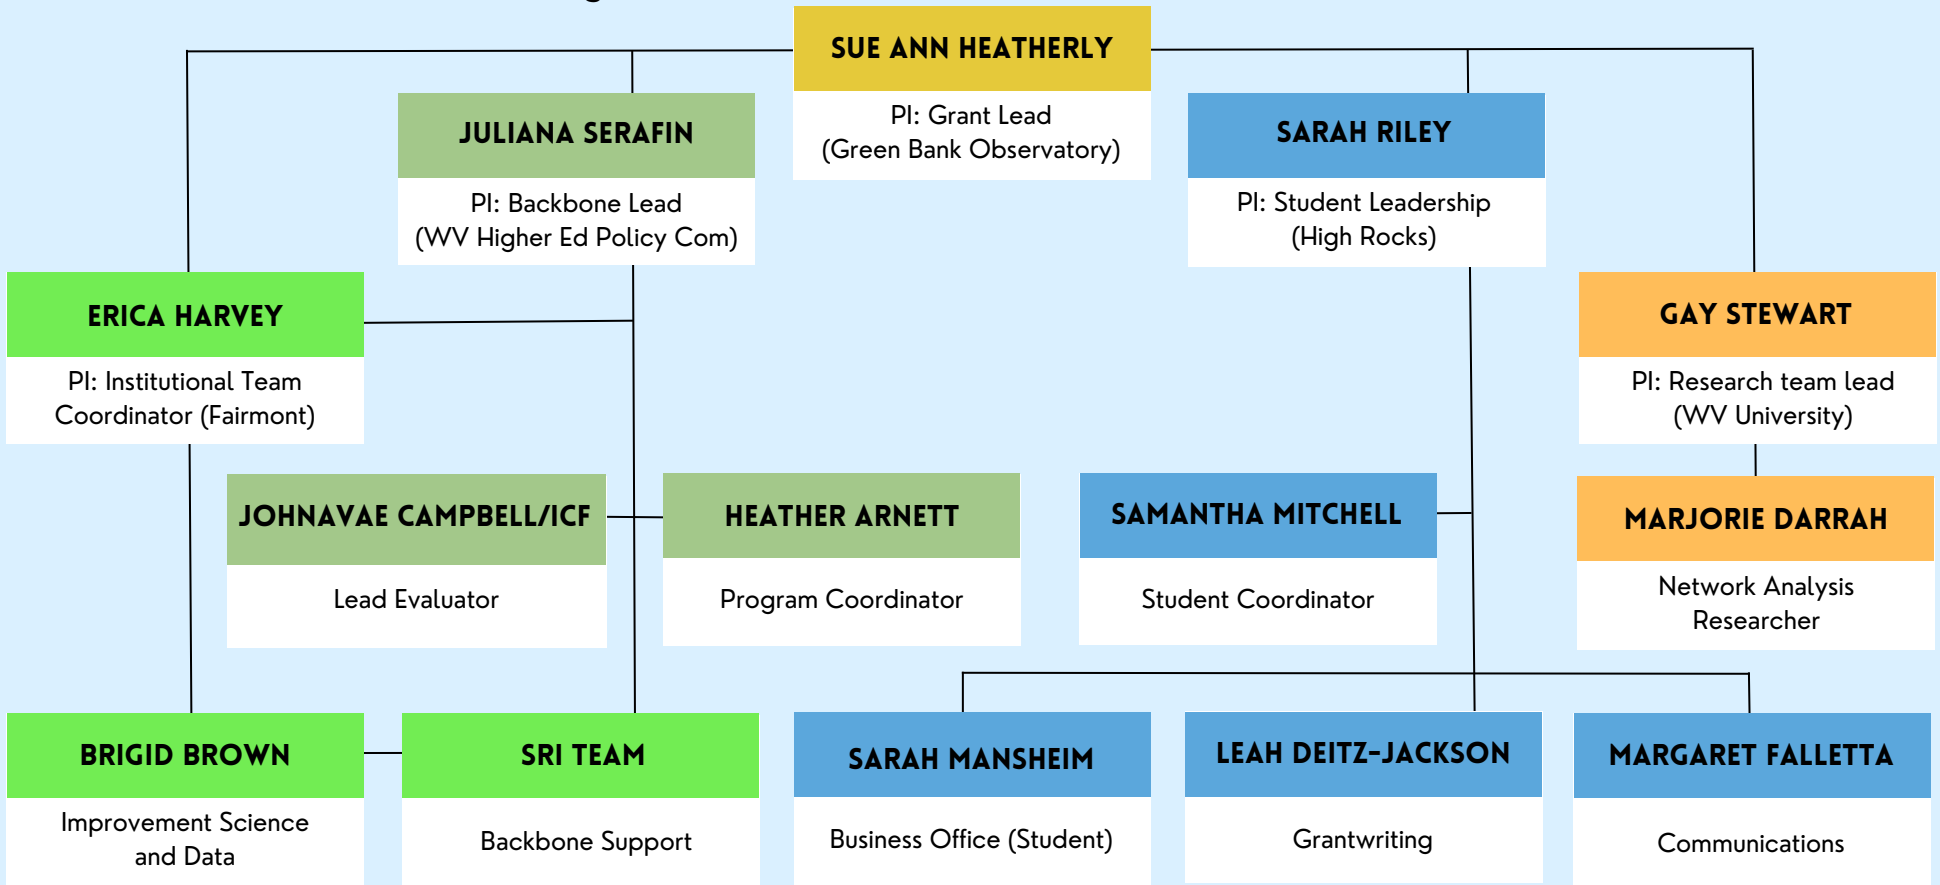 SUE ANN HEATHERLY
PI: Grant Lead
(Green Bank Observatory)
JULIANA SERAFIN
PI: Backbone Lead
(WV Higher Ed Policy Com)
SARAH RILEY
PI: Student Leadership
(High Rocks)
ERICA HARVEY
PI: Institutional Team
Coordinator (Fairmont)
GAY STEWART
PI: Research team lead
(WV University)
JOHNAVAE CAMPBELL/ICF
Lead Evaluator
HEATHER ARNETT
Program Coordinator
SAMANTHA MITCHELL
Student Coordinator
MARJORIE DARRAH
Network Analysis
Researcher
BRIGID BROWN
Improvement Science
and Data
SRI TEAM
Backbone Support
SARAH MANSHEIM
Business Office (Student)
LEAH DEITZ-JACKSON
Grantwriting
MARGARET FALLETTA
Communications